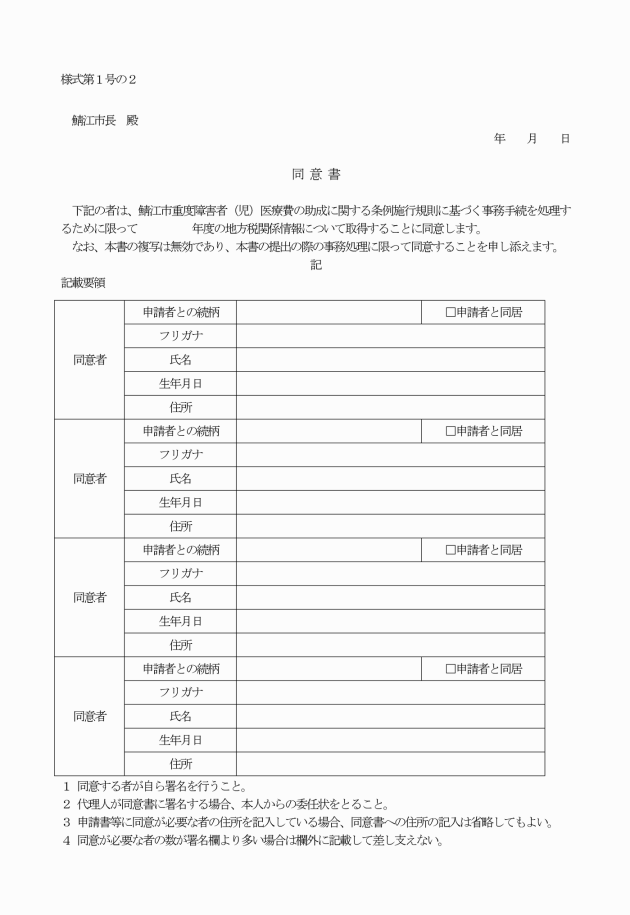 様式第１号の２
鯖江市長　殿
年　　月　　日
同 意 書
下記の者は、鯖江市重度障害者（児）医療費の助成に関する条例施行規則に基づく事務手続を処理す
るために限って　　　　　年度の地方税関係情報について取得することに同意します。
なお、本書の複写は無効であり、本書の提出の際の事務処理に限って同意することを申し添えます。
記
記載要領
申請者との続柄　□申請者と同居
フリガナ
同意者　氏名
生年月日
住所
申請者との続柄　□申請者と同居
フリガナ
同意者　氏名
生年月日
住所
申請者との続柄　□申請者と同居
フリガナ
同意者　氏名
生年月日
住所
申請者との続柄　□申請者と同居
フリガナ
同意者　氏名
生年月日
住所
１ 同意する者が自ら署名を行うこと。
２ 代理人が同意書に署名する場合、本人からの委任状をとること。
３ 申請書等に同意が必要な者の住所を記入している場合、同意書への住所の記入は省略してもよい。
４ 同意が必要な者の数が署名欄より多い場合は欄外に記載して差し支えない。